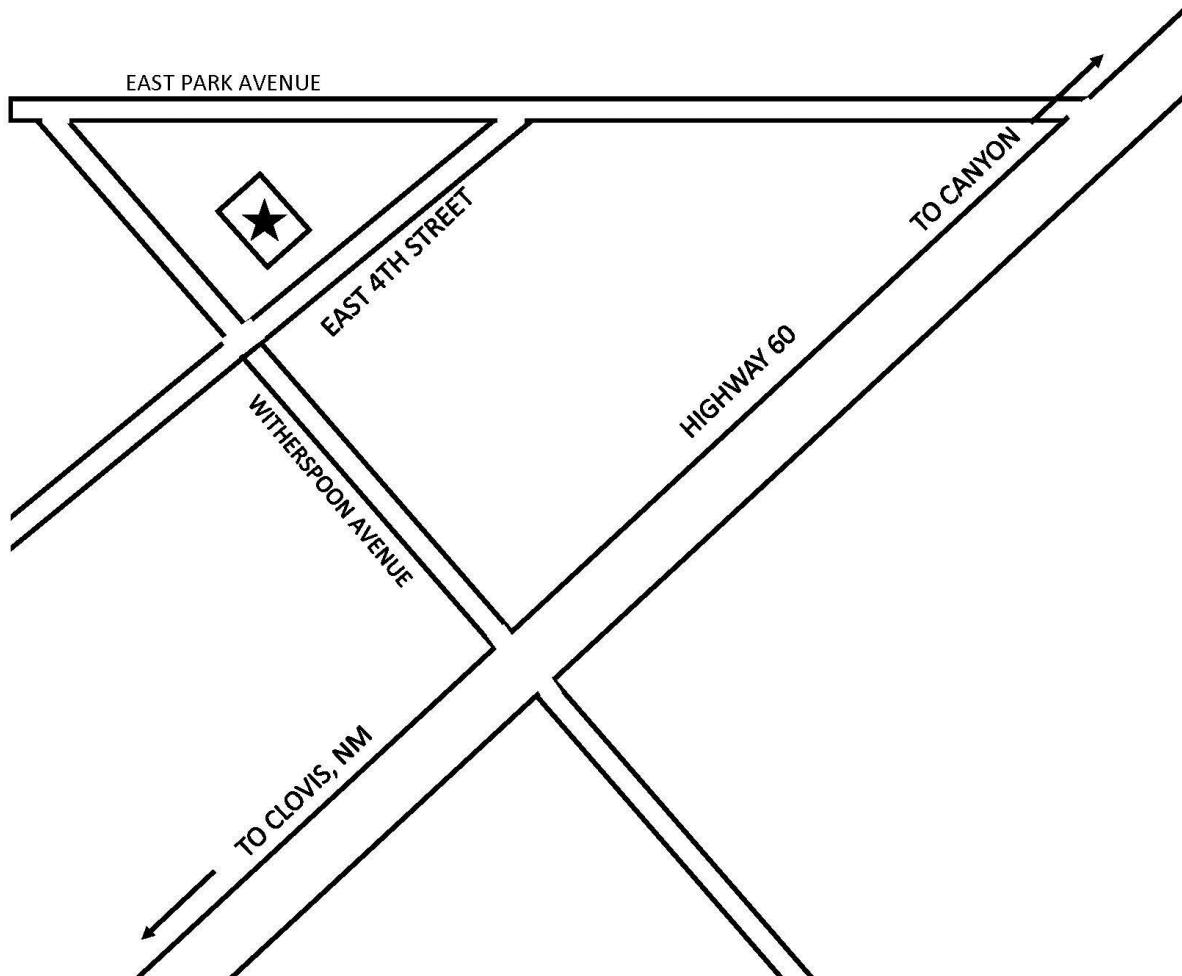 EAST PARK AVENUE
TO CANYON
EAST 4TH STREET
HIGHWAY 60
WITHERSPOON AVENUE
TO CLOVIS, NM